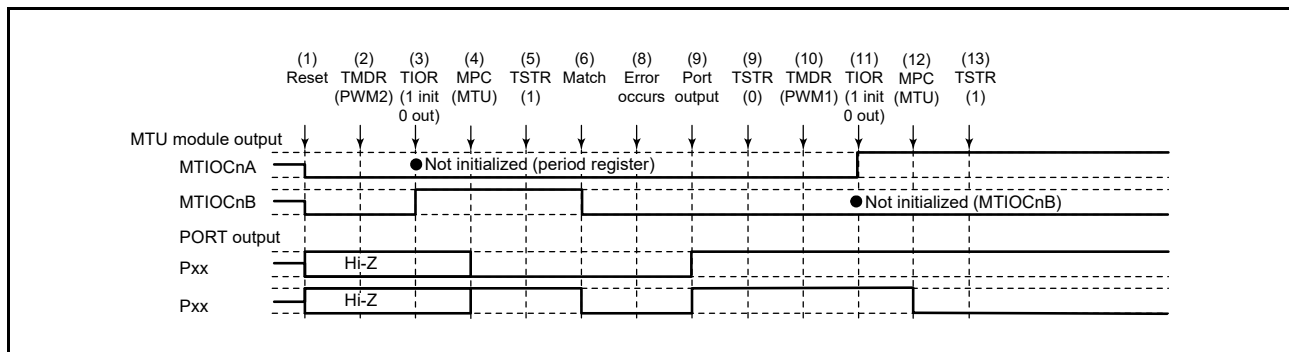 (1) (2) (3) (4) (5) (6) (8) (9) (9) (10) (11) (12) (13)
Reset TMDR TIOR MPC TSTR Match Error Port TSTR TMDR TIOR MPC TSTR
(PWM2) (1 init (MTU) (1) occurs output (0) (PWM1) (1 init (MTU) (1)
0 out) 0 out)
MTU module output
MTIOCnA Not initialized (period register)
MTIOCnB Not initialized (MTIOCnB)
PORT output
Pxx Hi-Z
Pxx Hi-Z